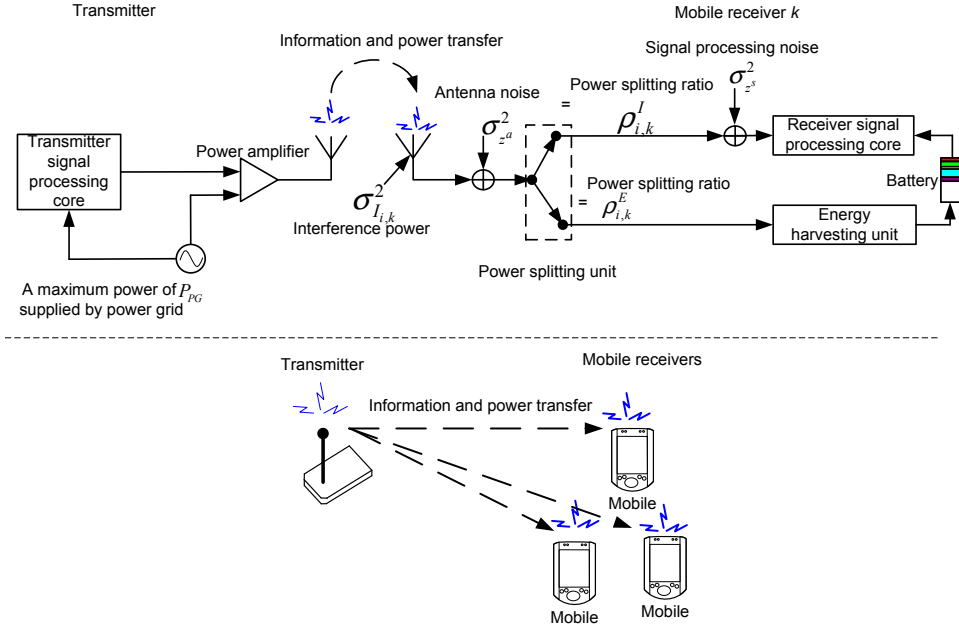 Transmitter
Mobile receiver k
Information and power transfer
Signal processing noise
σ²_{z^s}
Antenna noise
σ²_{z^a}
= Power splitting ratio
ρ^I_{i,k}
Transmitter
signal
processing
core
Power amplifier
Receiver signal
processing core
σ²_{I_{i,k}}
Interference power
Battery
= Power splitting ratio
ρ^E_{i,k}
Energy
harvesting unit
Power splitting unit
A maximum power of P_{PG}
supplied by power grid
Transmitter
Mobile receivers
Information and power transfer
Mobile
Mobile
Mobile